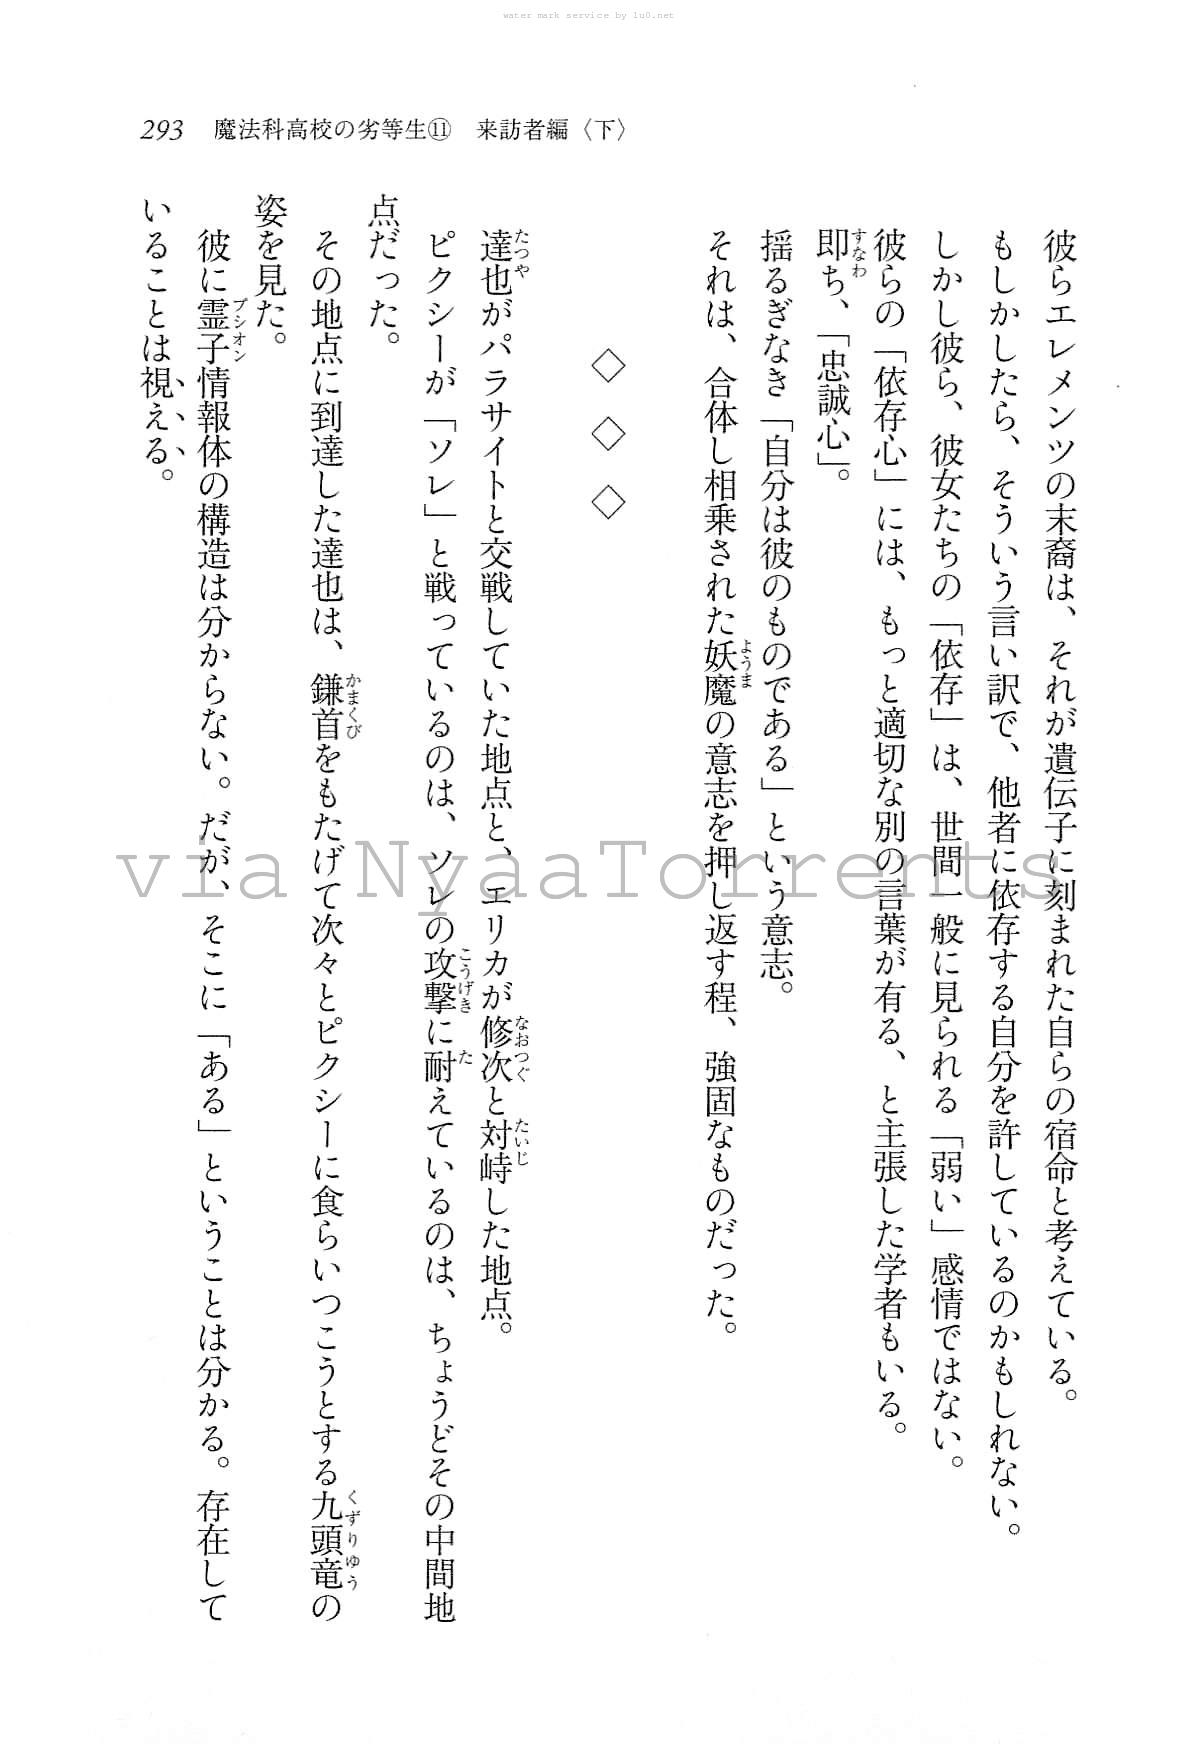 water mark service by lu0.net
293 魔法科高校の劣等生⑪ 来訪者編〈下〉
彼らエレメンツの末裔は、それが遺伝子に刻まれた自らの宿命と考えている。
もしかしたら、そういう言い訳で、他者に依存する自分を許しているのかもしれない。
しかし彼ら、彼女たちの「依存」は、世間一般に見られる「弱い」感情ではない。
彼らの「依存心」には、もっと適切な別の言葉が有る、と主張した学者もいる。
即ち、「忠誠心」。
揺るぎなき「自分は彼のものである」という意志。
それは、合体し相乗された妖魔の意志を押し返す程、強固なものだった。
◇ ◇ ◇
達也がパラサイトと交戦していた地点と、エリカが修次と対峙した地点。
ピクシーが「ソレ」と戦っているのは、ソレの攻撃に耐えているのは、ちょうどその中間地
点だった。
その地点に到達した達也は、鎌首をもたげて次々とピクシーに食らいつこうとする九頭竜の
姿を見た。
彼に霊子情報体の構造は分からない。だが、そこに「ある」ということは分かる。存在して
いることは視える。
via NyaaTorrents